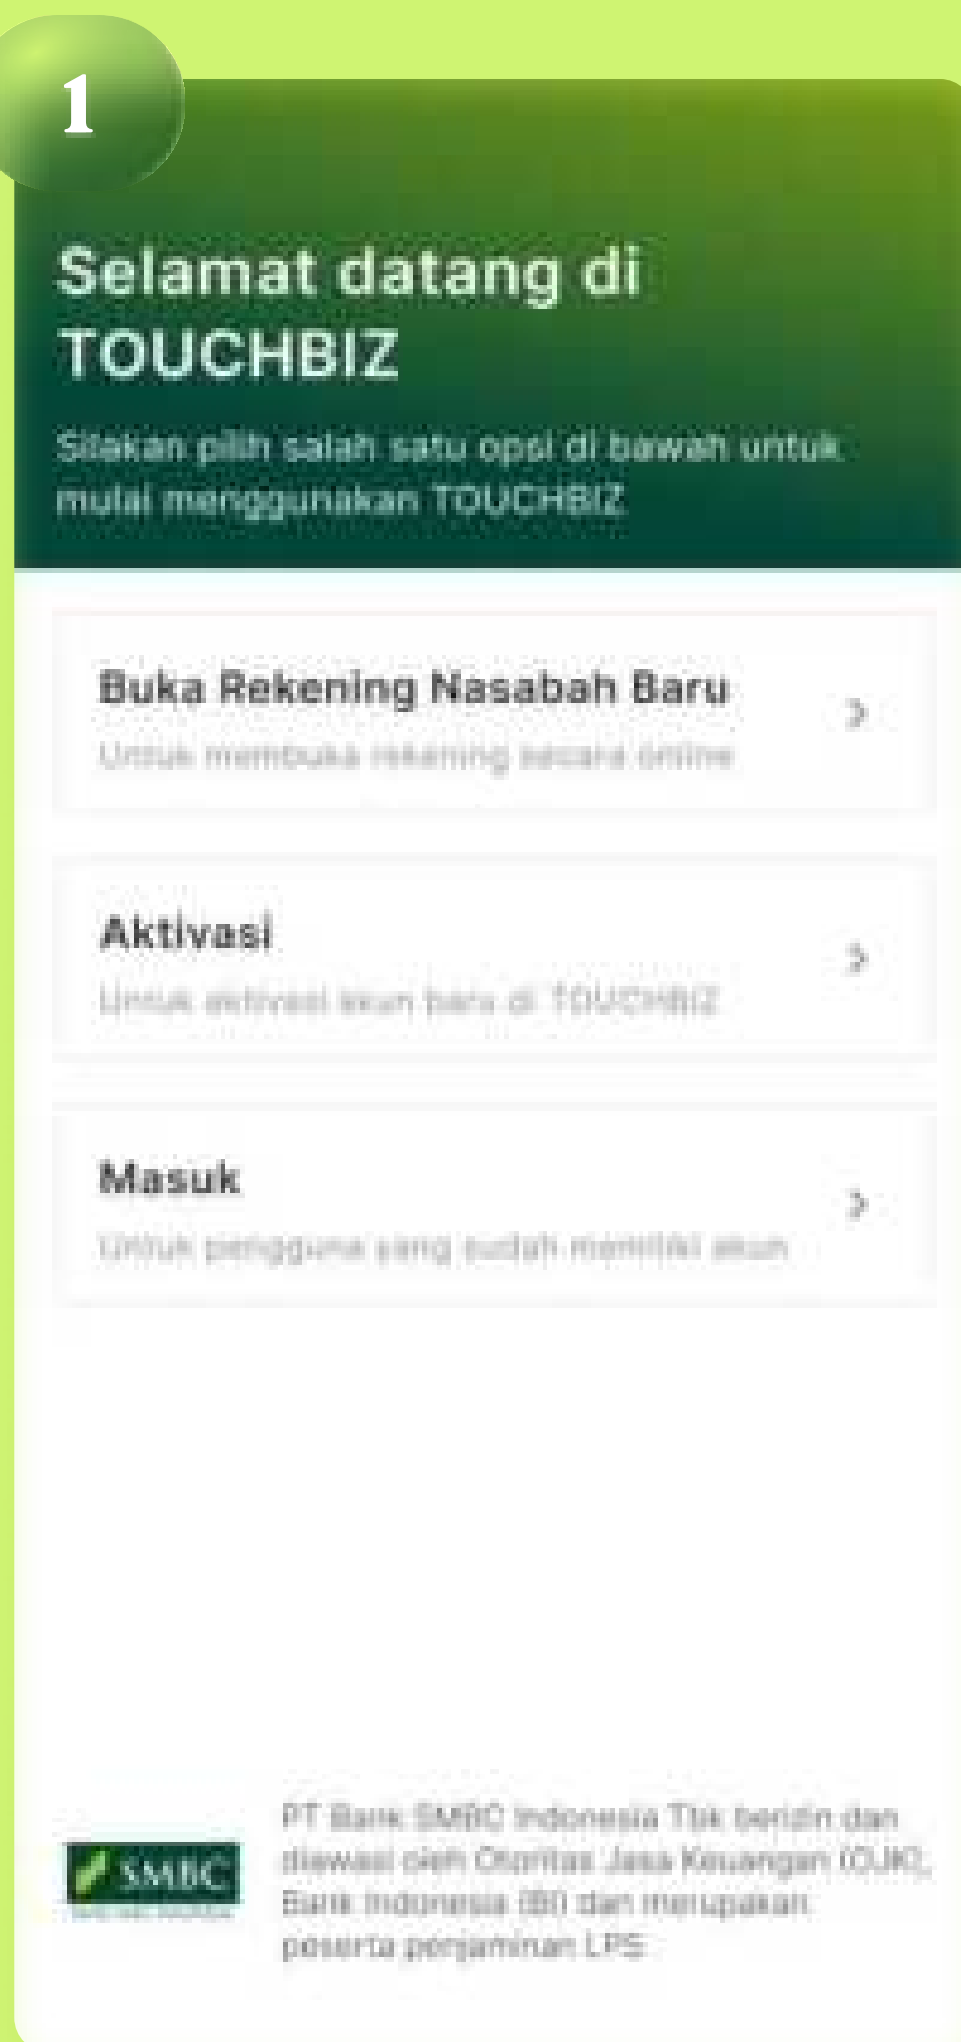 1
Selamat datang di
TOUCHBIZ
Silakan pilih salah satu opsi di bawah untuk
mulai menggunakan TOUCHBIZ
Buka Rekening Nasabah Baru
Untuk membuka rekening secara online
Aktivasi
Untuk aktivasi akun baru di TOUCHBIZ
Masuk
Untuk pengguna yang sudah memiliki akun
SMBC
PT Bank SMBC Indonesia Tbk berizin dan
diawasi oleh Otoritas Jasa Keuangan (OJK),
Bank Indonesia (BI) dan merupakan
peserta penjaminan LPS